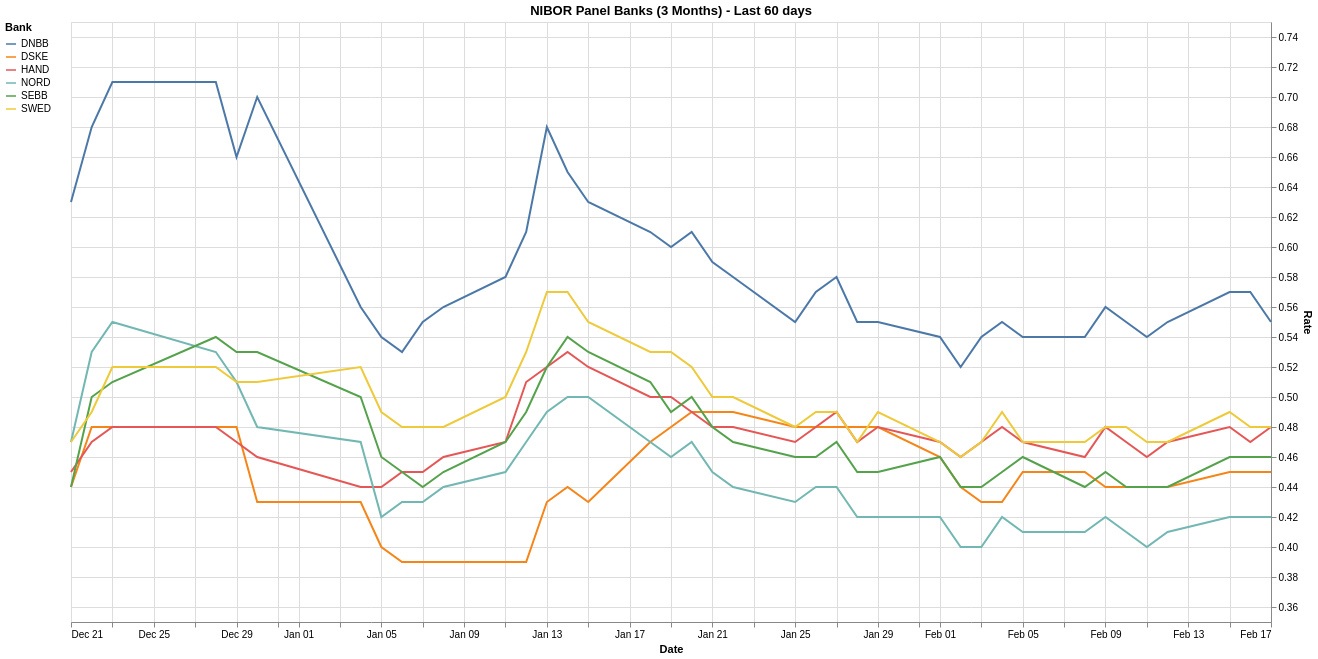 NIBOR Panel Banks (3 Months) - Last 60 days
Bank
DNBB
DSKE
HAND
NORD
SEBB
SWED
0.74
0.72
0.70
0.68
0.66
0.64
0.62
0.60
0.58
0.56
0.54
0.52
0.50
0.48
0.46
0.44
0.42
0.40
0.38
0.36
Rate
Dec 21 Dec 25 Dec 29 Jan 01 Jan 05 Jan 09 Jan 13 Jan 17 Jan 21 Jan 25 Jan 29 Feb 01 Feb 05 Feb 09 Feb 13 Feb 17
Date